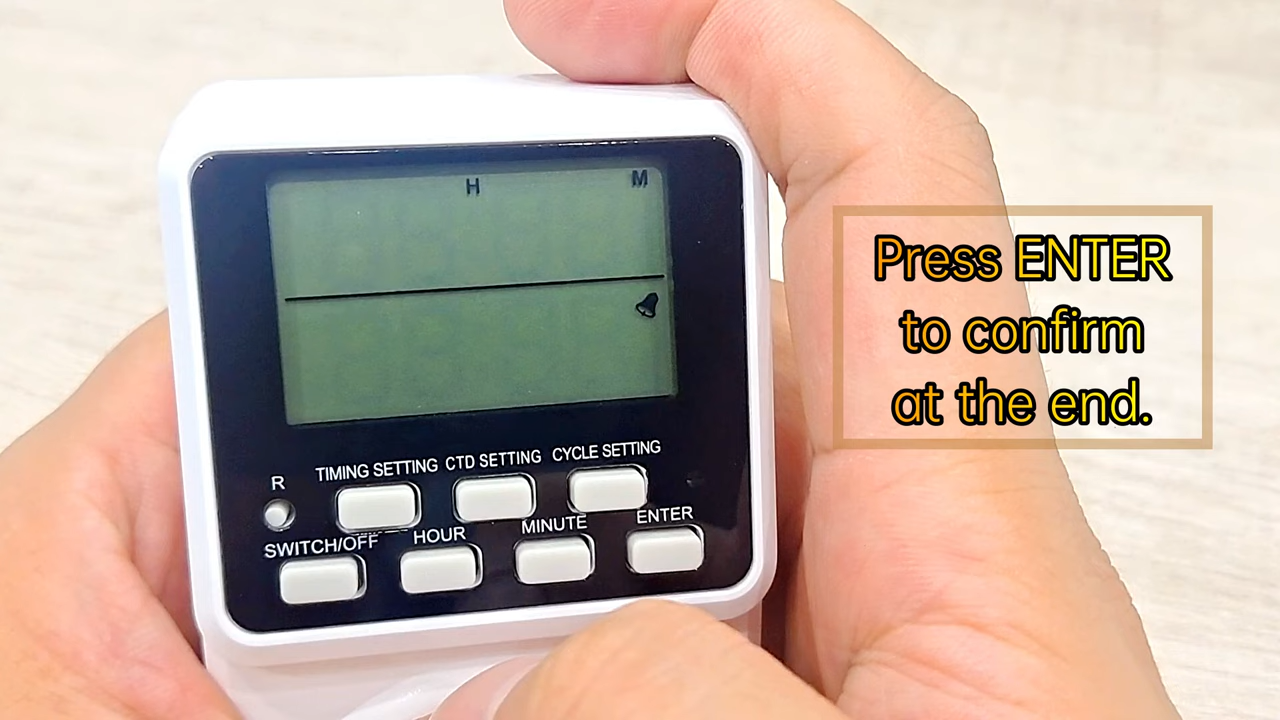 H M
Press ENTER
to confirm
at the end.
TIMING SETTING CTD SETTING CYCLE SETTING
R
SWITCH/OFF HOUR MINUTE ENTER